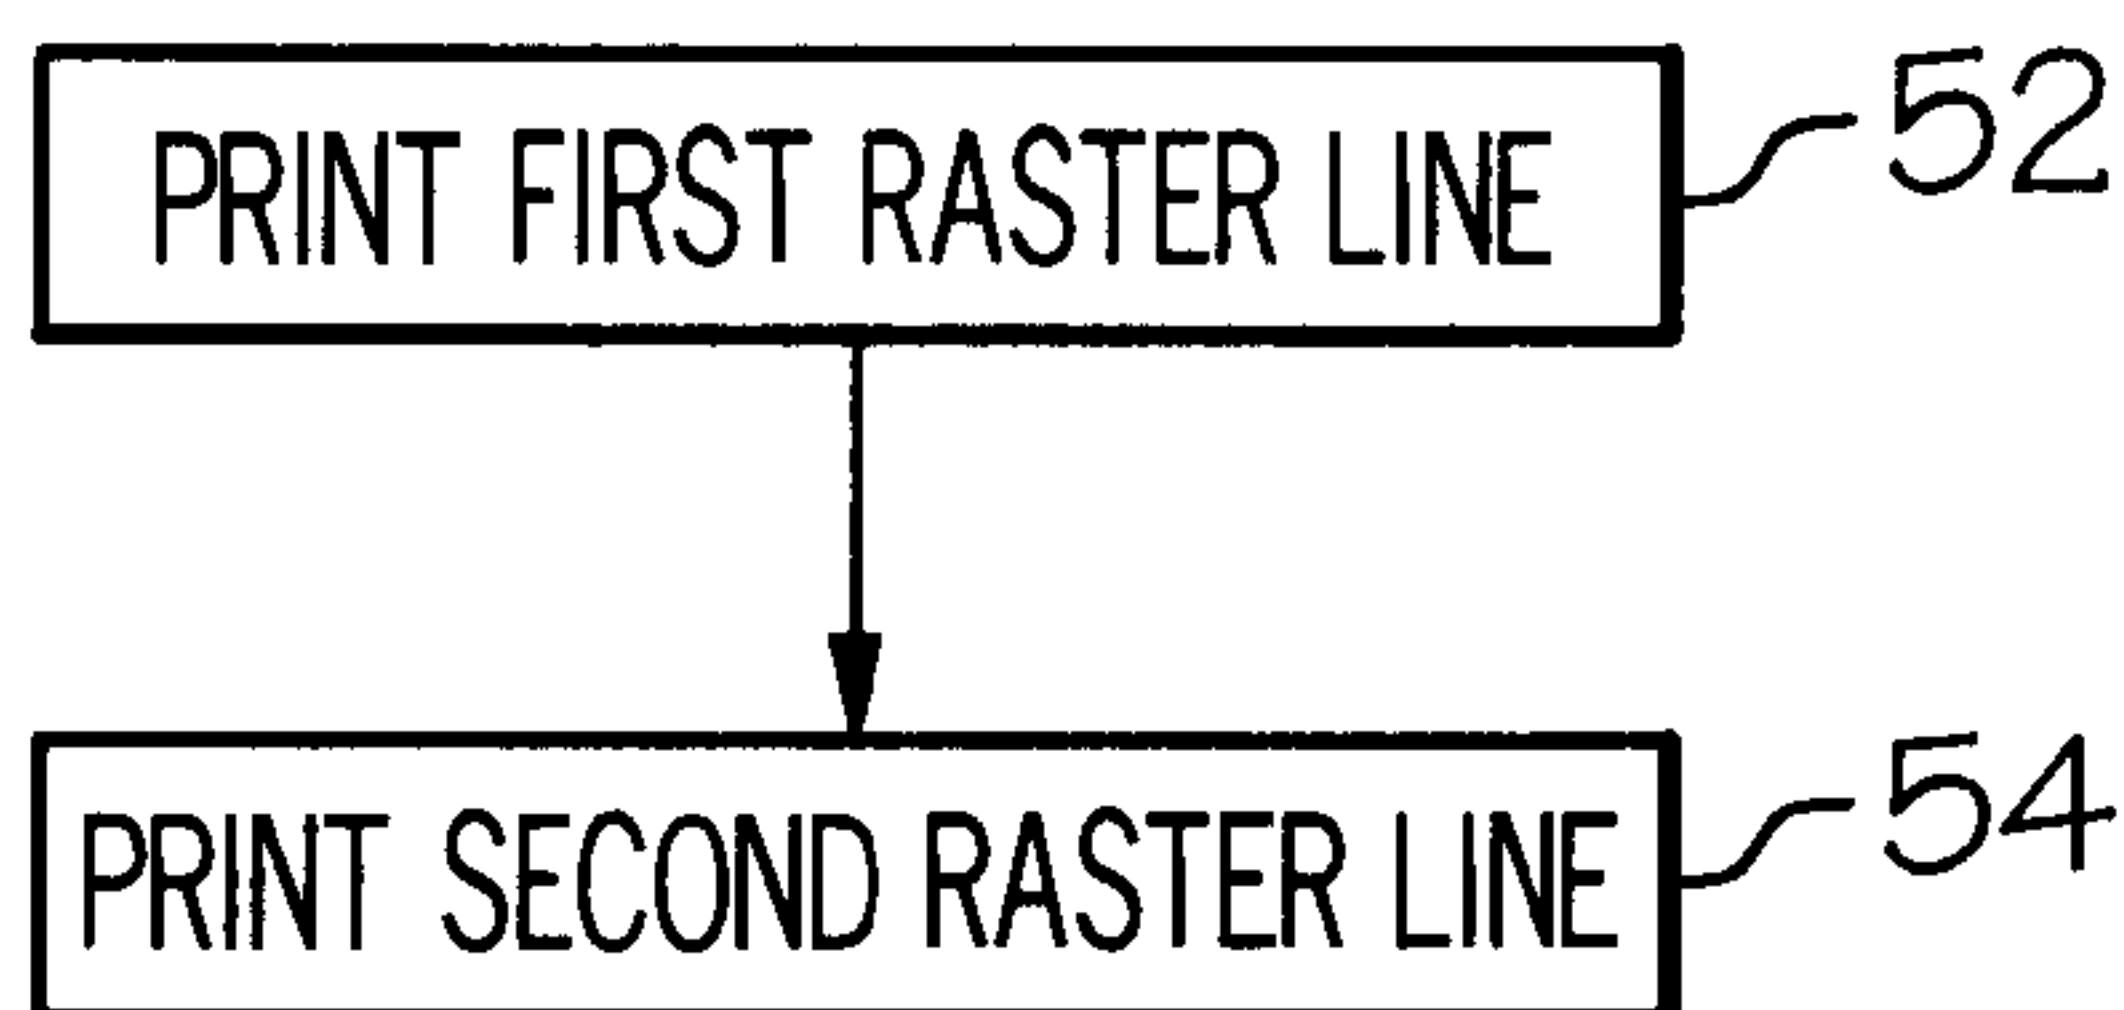 PRINT FIRST RASTER LINE
52
PRINT SECOND RASTER LINE
54